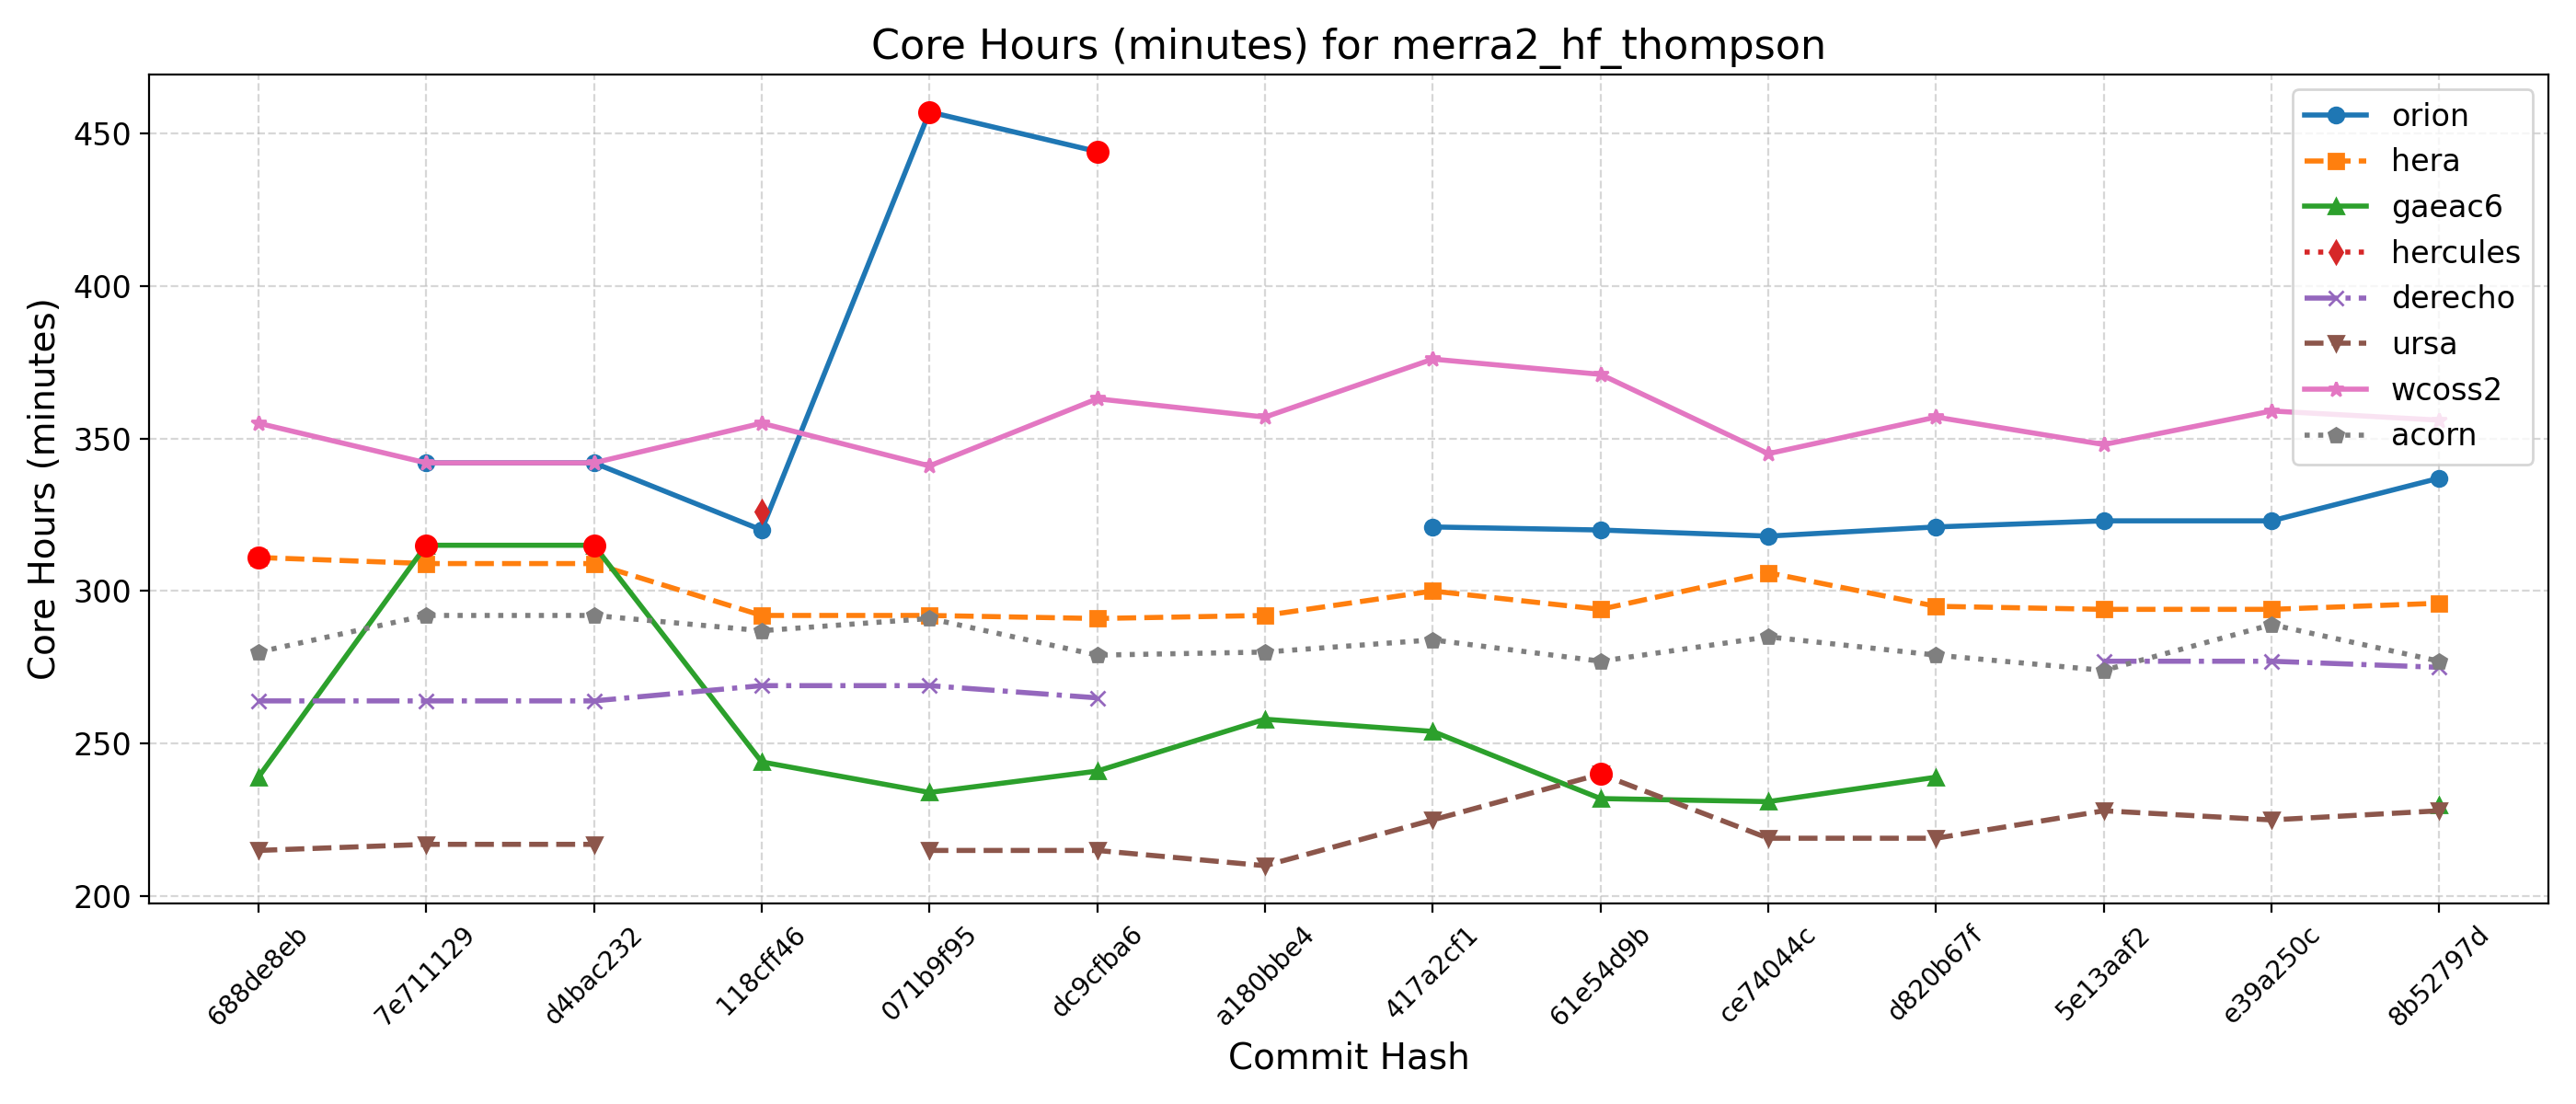 Core Hours (minutes) for merra2_hf_thompson
Core Hours (minutes)
450
400
350
300
250
200
orion
hera
gaeac6
hercules
derecho
ursa
wcoss2
acorn
688de8eb
7e711129
d4bac232
118cff46
071b9f95
dc9cfba6
a180bbe4
417a2cf1
61e54d9b
ce74044c
d820b67f
5e13aaf2
e39a250c
8b52797d
Commit Hash